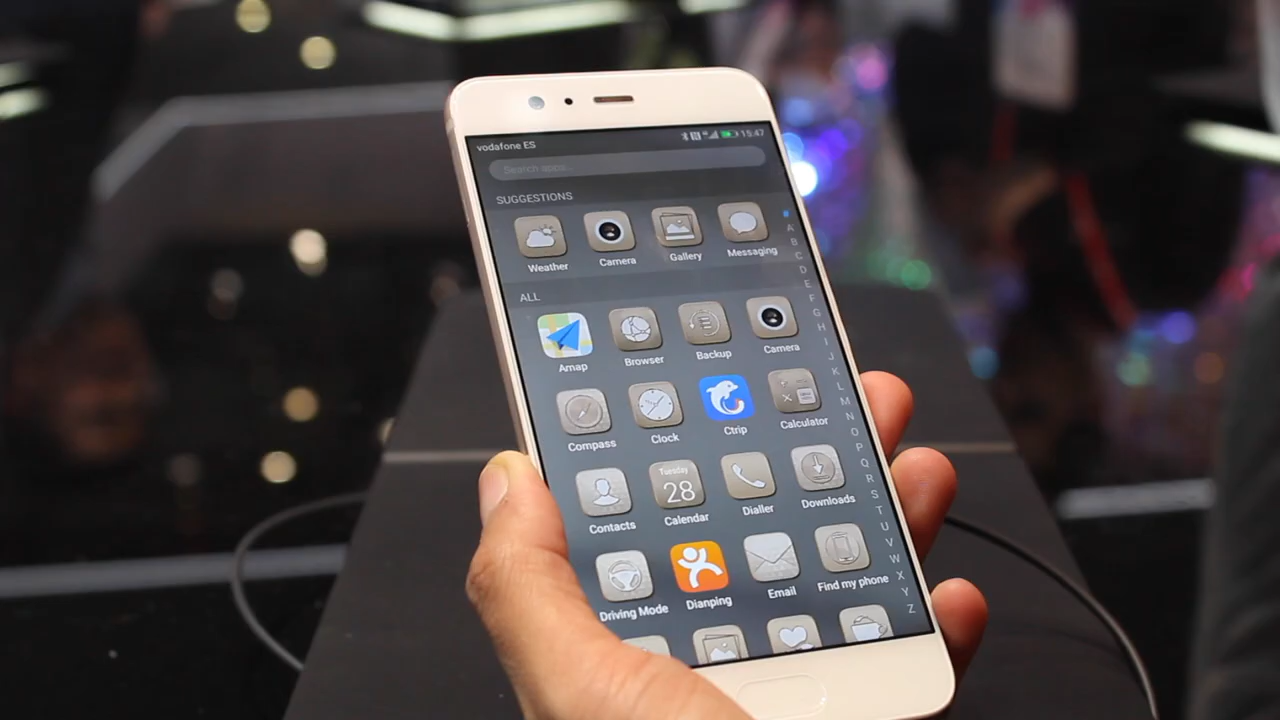 vodafone ES 15:47
Search apps...
SUGGESTIONS
Weather Camera Gallery Messaging
ALL
Amap Browser Backup Camera
Compass Clock Ctrip Calculator
Tuesday
28
Contacts Calendar Dialler Downloads
Driving Mode Dianping Email Find my phone
A
B
C
D
E
F
G
H
I
J
K
L
M
N
O
P
Q
R
S
T
U
V
W
X
Y
Z